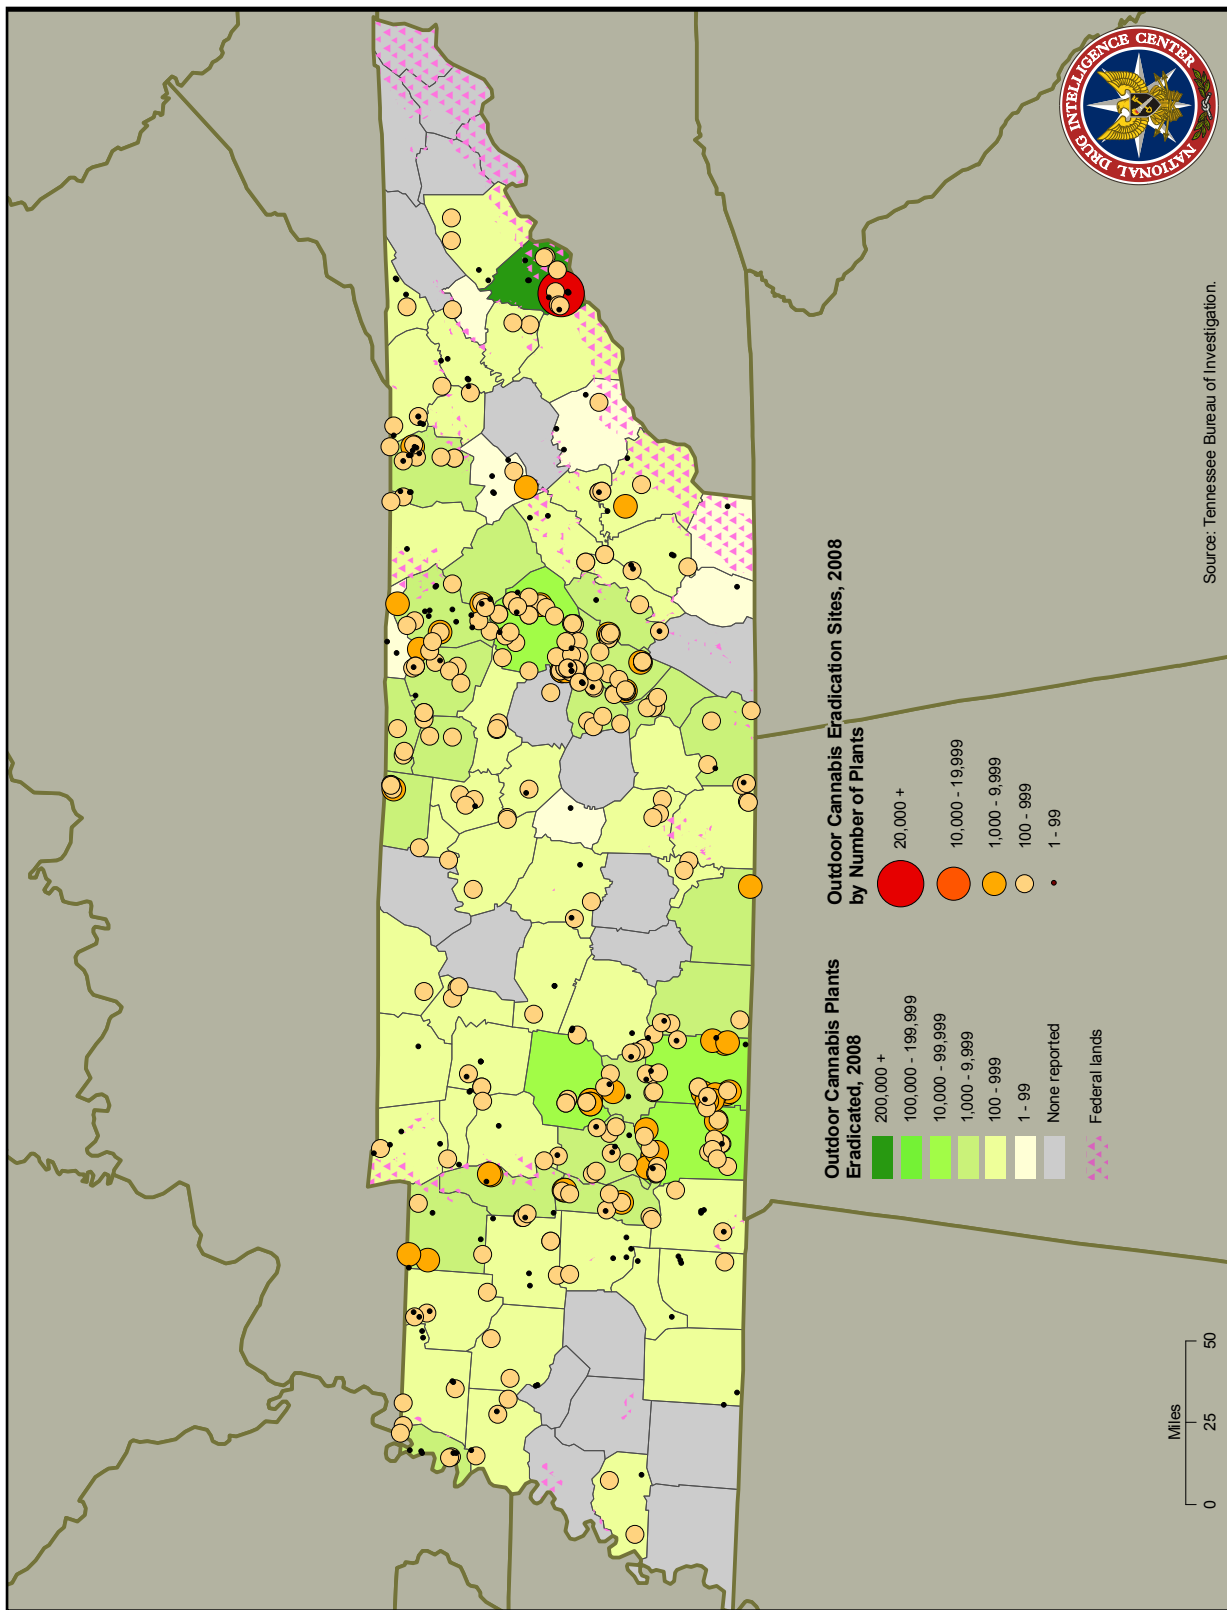 NATIONAL DRUG INTELLIGENCE CENTER
Outdoor Cannabis Plants
Eradicated, 2008
200,000 +
100,000 - 199,999
10,000 - 99,999
1,000 - 9,999
100 - 999
1 - 99
None reported
Federal lands
Outdoor Cannabis Eradication Sites, 2008
by Number of Plants
20,000 +
10,000 - 19,999
1,000 - 9,999
100 - 999
1 - 99
Miles
0 25 50
Source: Tennessee Bureau of Investigation.